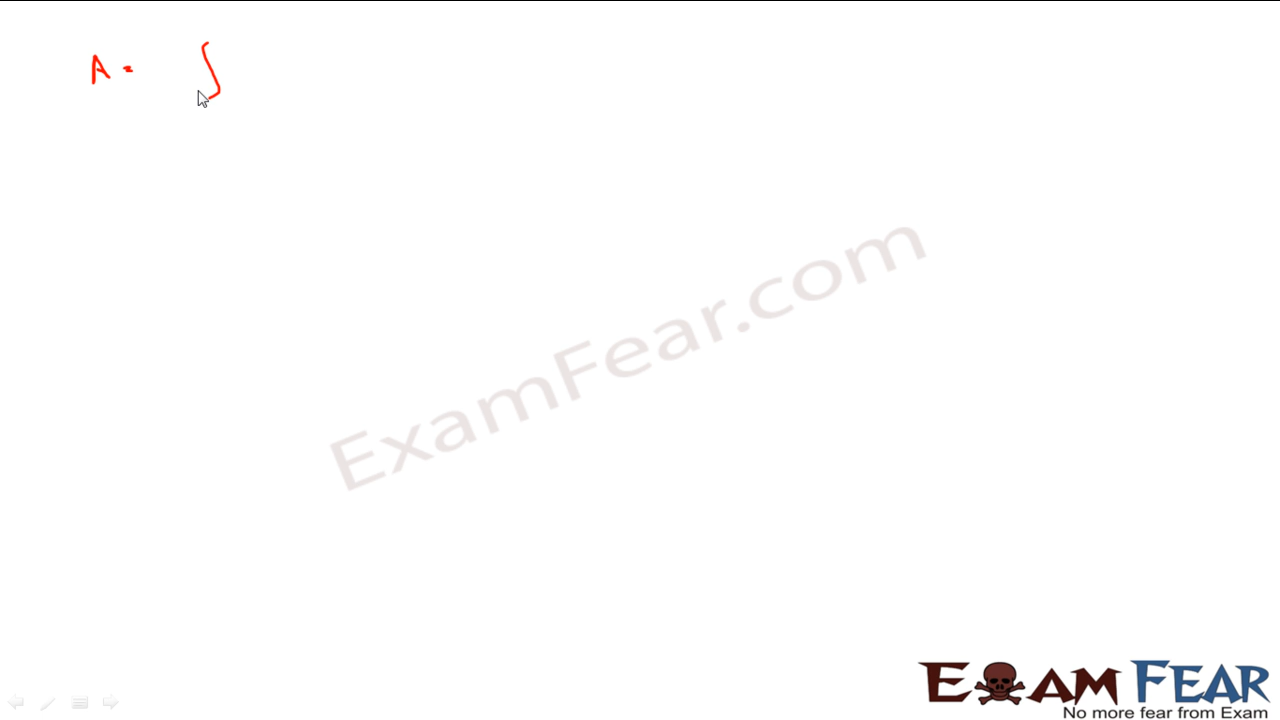 A = ∫
ExamFear.com
EXAM FEAR
No more fear from Exam